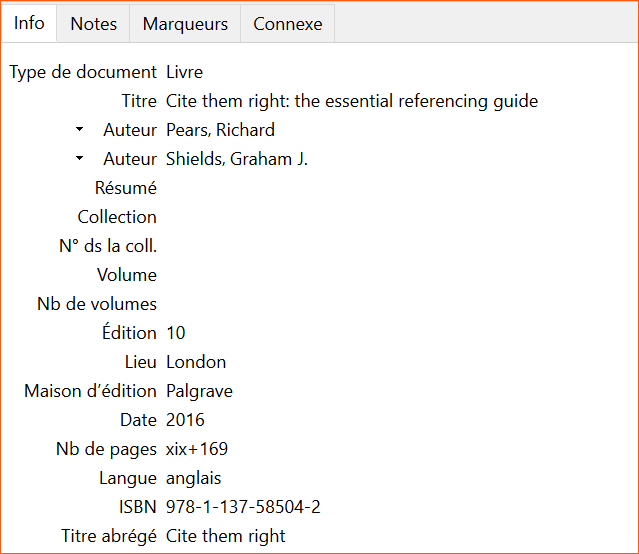 Info Notes Marqueurs Connexe
Type de document Livre
Titre Cite them right: the essential referencing guide
Auteur Pears, Richard
Auteur Shields, Graham J.
Résumé
Collection
N° ds la coll.
Volume
Nb de volumes
Édition 10
Lieu London
Maison d’édition Palgrave
Date 2016
Nb de pages xix+169
Langue anglais
ISBN 978-1-137-58504-2
Titre abrégé Cite them right